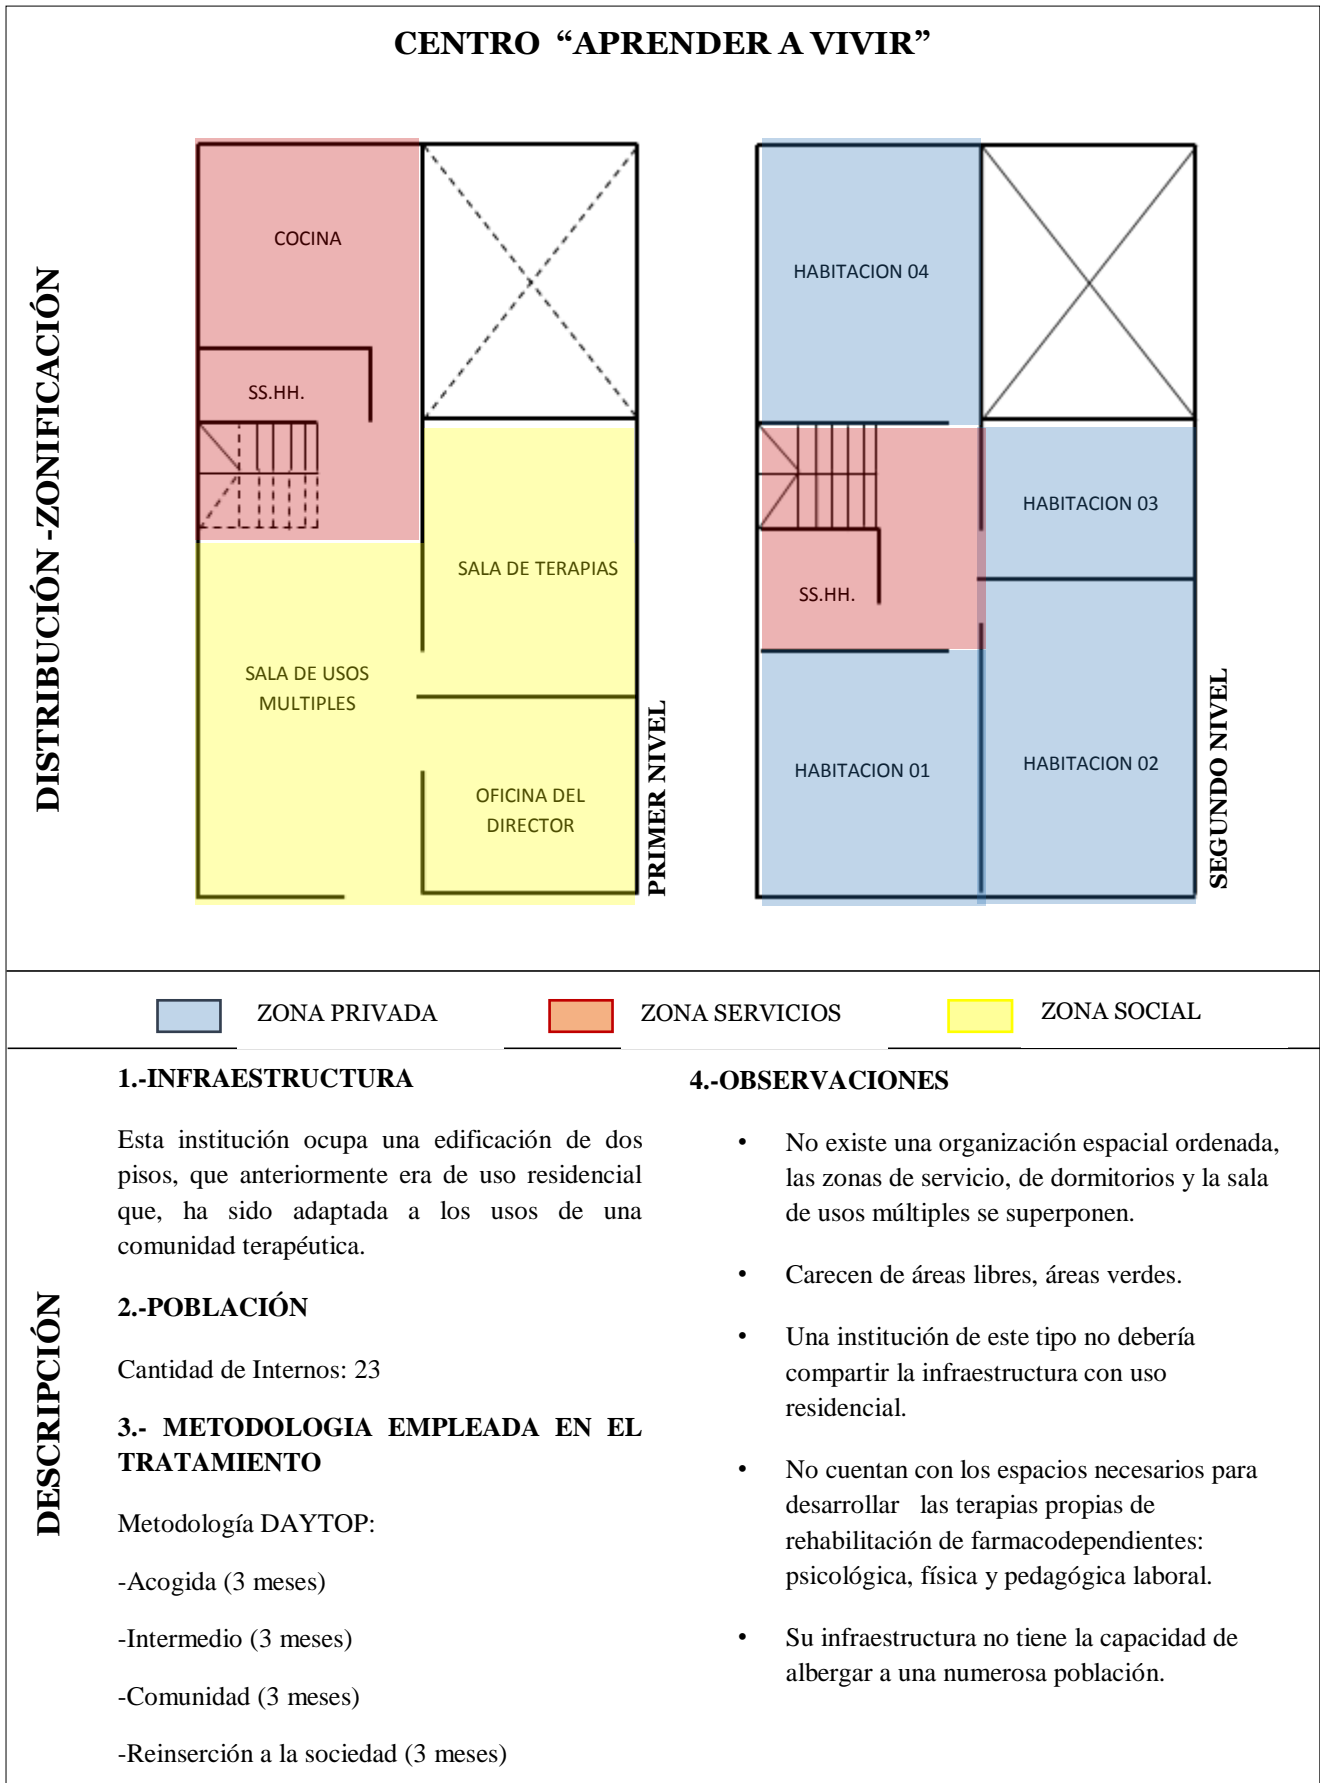 CENTRO “APRENDER A VIVIR”
DISTRIBUCIÓN -ZONIFICACIÓN
COCINA
SS.HH.
SALA DE TERAPIAS
SALA DE USOS
MULTIPLES
OFICINA DEL
DIRECTOR
PRIMER NIVEL
HABITACION 04
HABITACION 03
SS.HH.
HABITACION 01
HABITACION 02
SEGUNDO NIVEL
ZONA PRIVADA
ZONA SERVICIOS
ZONA SOCIAL
DESCRIPCIÓN
1.-INFRAESTRUCTURA
Esta institución ocupa una edificación de dos
pisos, que anteriormente era de uso residencial
que, ha sido adaptada a los usos de una
comunidad terapéutica.
2.-POBLACIÓN
Cantidad de Internos: 23
3.- METODOLOGIA EMPLEADA EN EL
TRATAMIENTO
Metodología DAYTOP:
-Acogida (3 meses)
-Intermedio (3 meses)
-Comunidad (3 meses)
-Reinserción a la sociedad (3 meses)
4.-OBSERVACIONES
• No existe una organización espacial ordenada,
las zonas de servicio, de dormitorios y la sala
de usos múltiples se superponen.
• Carecen de áreas libres, áreas verdes.
• Una institución de este tipo no debería
compartir la infraestructura con uso
residencial.
• No cuentan con los espacios necesarios para
desarrollar las terapias propias de
rehabilitación de farmacodependientes:
psicológica, física y pedagógica laboral.
• Su infraestructura no tiene la capacidad de
albergar a una numerosa población.